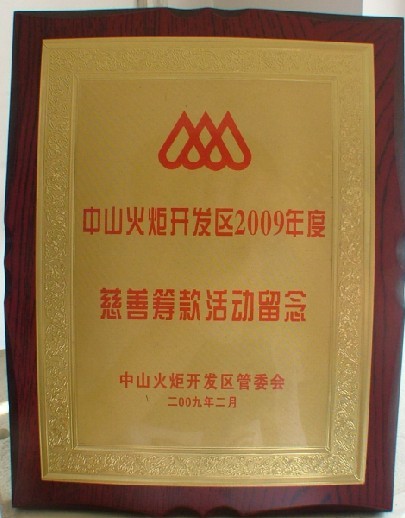 中山火炬开发区2009年度
慈善筹款活动留念
中山火炬开发区管委会
二00九年二月